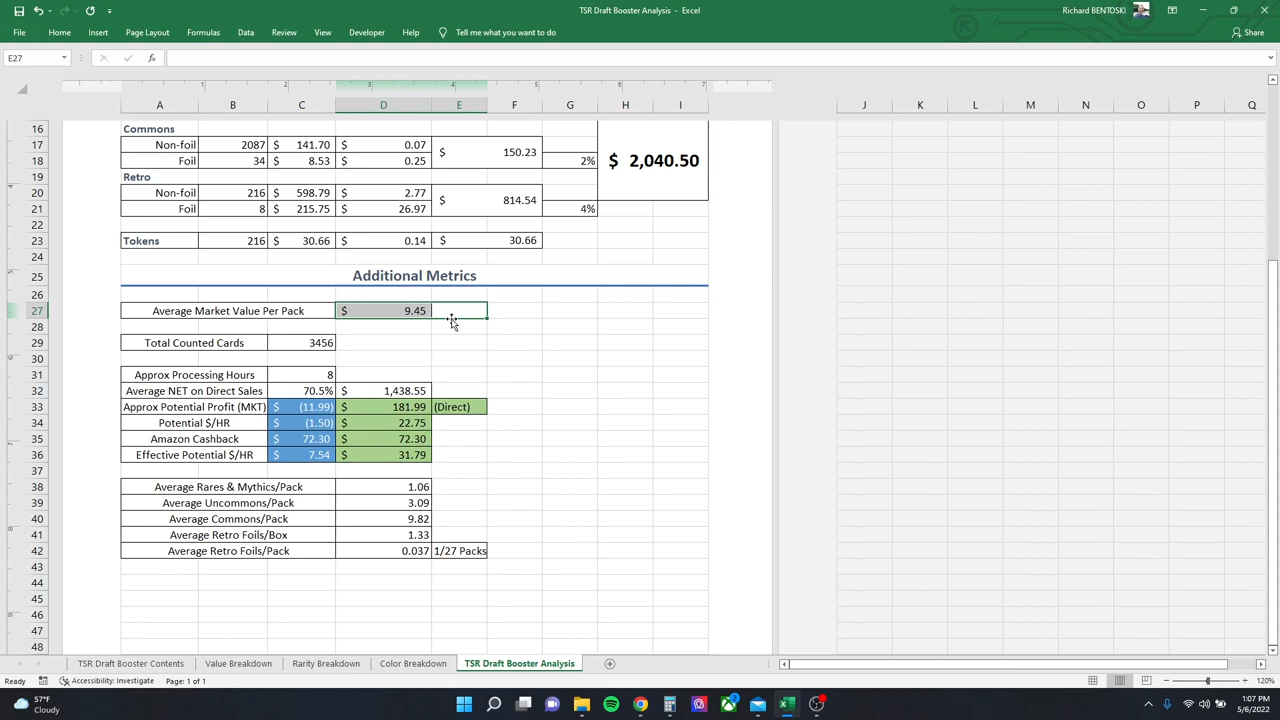 TSR Draft Booster Analysis - Excel
Richard BENTOSKI
File Home Insert Page Layout Formulas Data Review View Developer Help Tell me what you want to do Share
E27 fx
1 2 3 4 5 6 7
A B C D E F G H I J K L M N O P Q
16 Commons
17 Non-foil 2087 $ 141.70 $ 0.07 $ 150.23
18 Foil 34 $ 8.53 $ 0.25 2% $ 2,040.50
19 Retro
20 Non-foil 216 $ 598.79 $ 2.77 $ 814.54
21 Foil 8 $ 215.75 $ 26.97 4%
22
23 Tokens 216 $ 30.66 $ 0.14 $ 30.66
24
25 Additional Metrics
26
27 Average Market Value Per Pack $ 9.45
28
29 Total Counted Cards 3456
30
31 Approx Processing Hours 8
32 Average NET on Direct Sales 70.5% $ 1,438.55
33 Approx Potential Profit (MKT) $ (11.99) $ 181.99 (Direct)
34 Potential $/HR $ (1.50) $ 22.75
35 Amazon Cashback $ 72.30 $ 72.30
36 Effective Potential $/HR $ 7.54 $ 31.79
37
38 Average Rares & Mythics/Pack 1.06
39 Average Uncommons/Pack 3.09
40 Average Commons/Pack 9.82
41 Average Retro Foils/Box 1.33
42 Average Retro Foils/Pack 0.037 1/27 Packs
43
44
45
46
47
48
TSR Draft Booster Contents Value Breakdown Rarity Breakdown Color Breakdown TSR Draft Booster Analysis
Ready Accessibility: Investigate Page: 1 of 1 120%
57°F
Cloudy
1:07 PM
5/6/2022